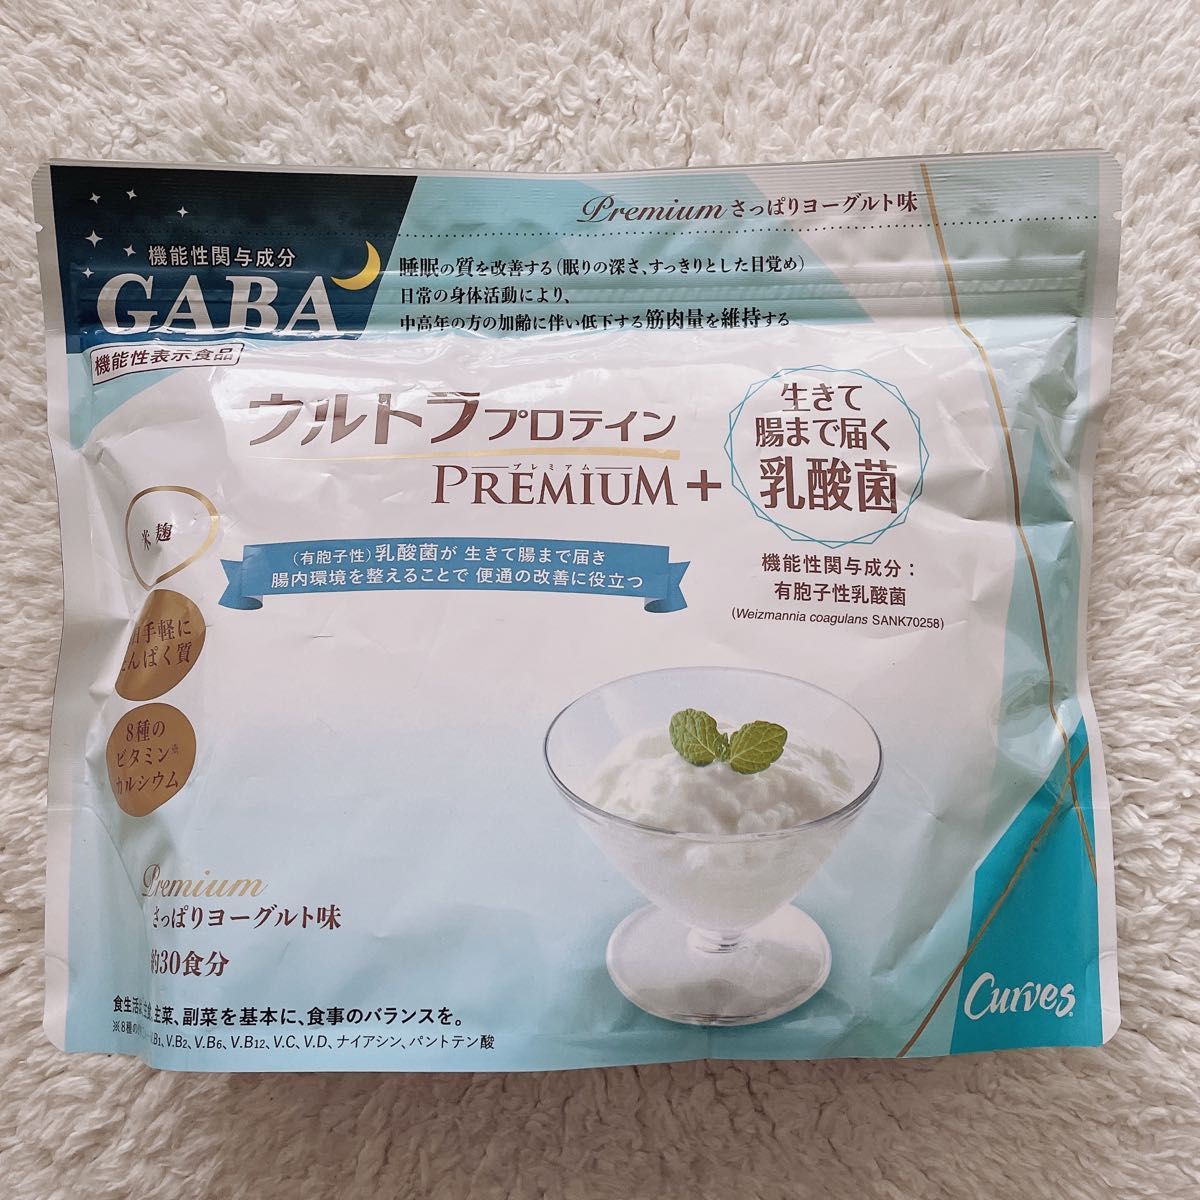 Premium さっぱりヨーグルト味
機能性関与成分
GABA
機能性表示食品
睡眠の質を改善する(眠りの深さ、すっきりとした目覚め)
日常の身体活動により、
中高年の方の加齢に伴い低下する筋肉量を維持する
ウルトラプロテイン
プレミアム
PREMIUM+
生きて
腸まで届く
乳酸菌
(有胞子性)乳酸菌が 生きて腸まで届き
腸内環境を整えることで 便通の改善に役立つ
機能性関与成分:
有胞子性乳酸菌
(Weizmannia coagulans SANK70258)
米麹
手軽に
んぱく質
8種の
ビタミン※
カルシウム
Premium
さっぱりヨーグルト味
約30食分
食生活は、主食、主菜、副菜を基本に、食事のバランスを。
※8種の B1、V.B2、V.B6、V.B12、V.C、V.D、ナイアシン、パントテン酸
Curves